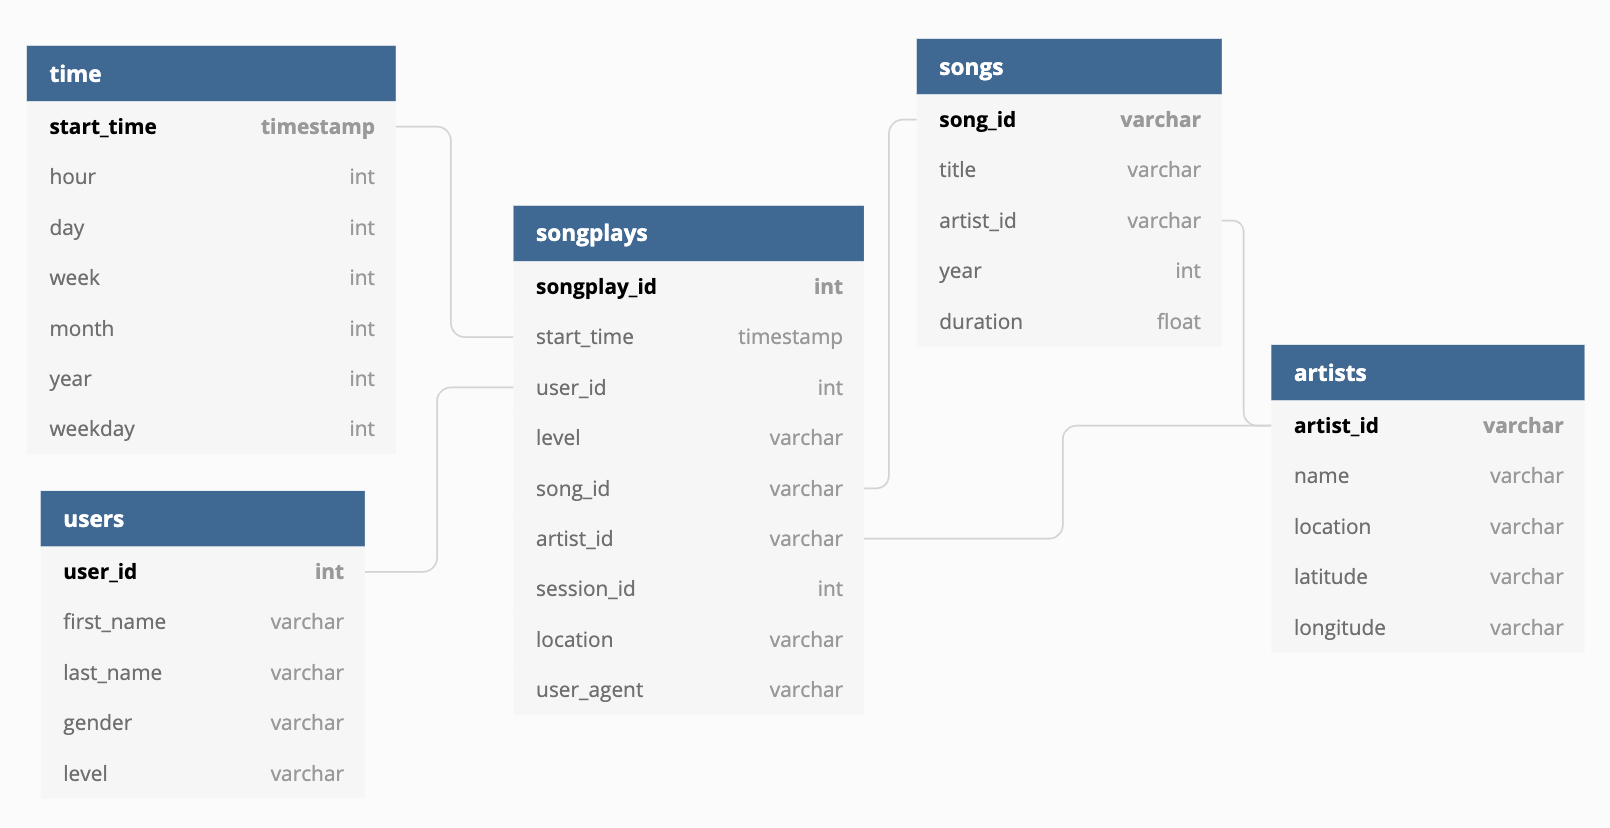 time
start_time timestamp
hour int
day int
week int
month int
year int
weekday int
users
user_id int
first_name varchar
last_name varchar
gender varchar
level varchar
songplays
songplay_id int
start_time timestamp
user_id int
level varchar
song_id varchar
artist_id varchar
session_id int
location varchar
user_agent varchar
songs
song_id varchar
title varchar
artist_id varchar
year int
duration float
artists
artist_id varchar
name varchar
location varchar
latitude varchar
longitude varchar